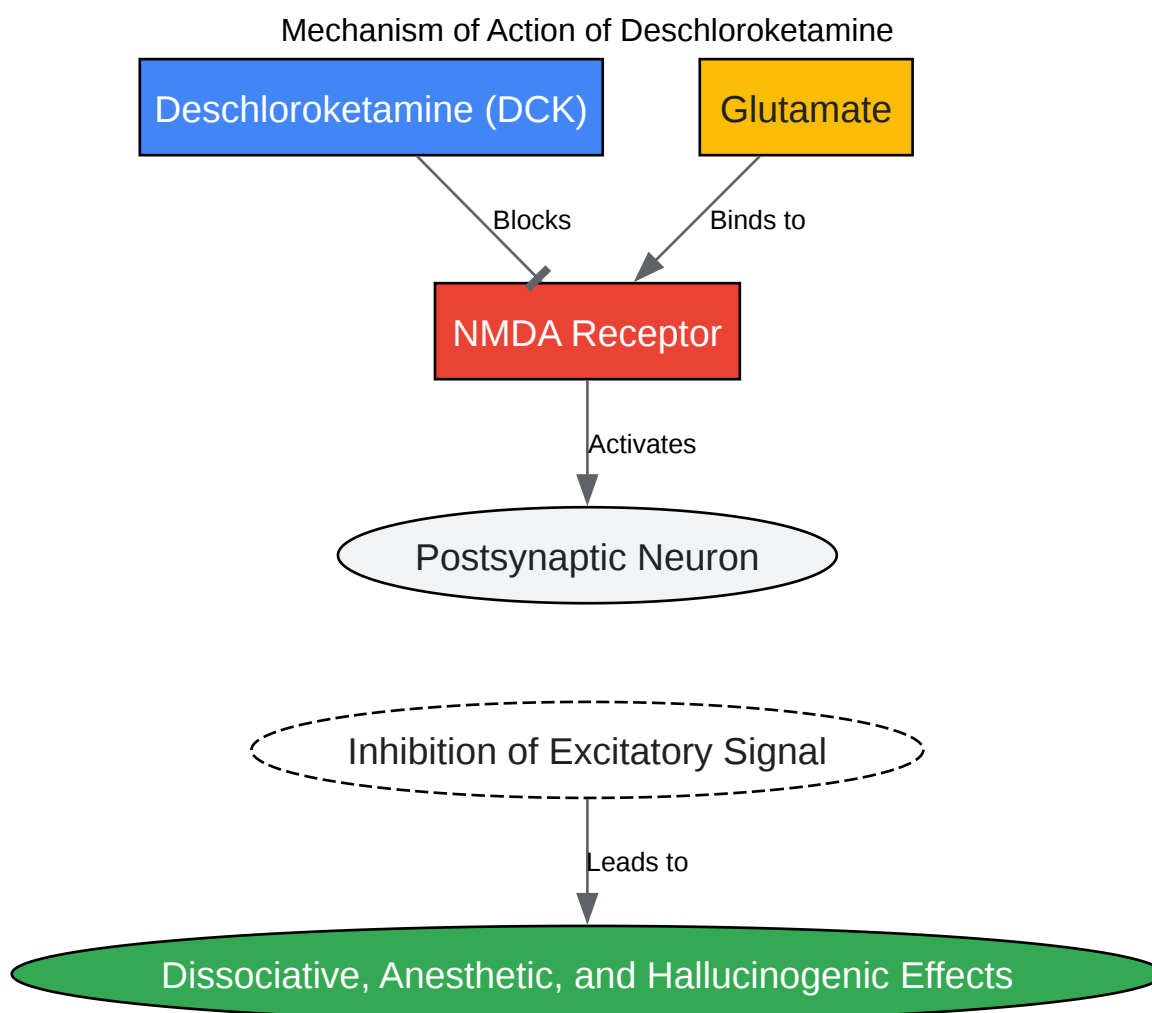 Mechanism of Action of Deschloroketamine
Deschloroketamine (DCK)
Glutamate
Blocks
Binds to
NMDA Receptor
Activates
Postsynaptic Neuron
Inhibition of Excitatory Signal
Leads to
Dissociative, Anesthetic, and Hallucinogenic Effects